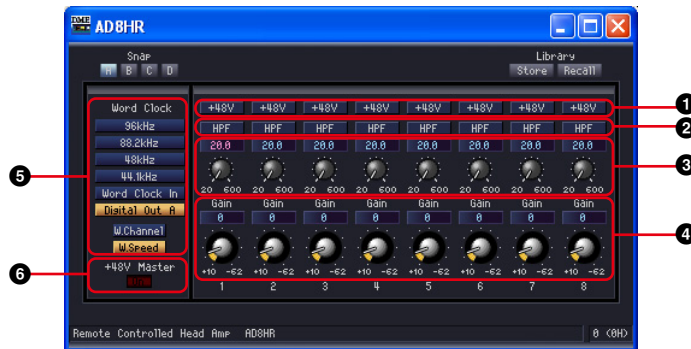 AD8HR
Snap
A B C D
Library
Store Recall
Word Clock
96kHz
88.2kHz
48kHz
44.1kHz
Word Clock In
Digital Out A
W.Channel
W.Speed
+48V Master
+48V +48V +48V +48V +48V +48V +48V +48V
HPF HPF HPF HPF HPF HPF HPF HPF
20.0 20.0 20.0 20.0 20.0 20.0 20.0 20.0
20 600 20 600 20 600 20 600 20 600 20 600 20 600 20 600
Gain Gain Gain Gain Gain Gain Gain Gain
0 0 0 0 0 0 0 0
+10 -62 +10 -62 +10 -62 +10 -62 +10 -62 +10 -62 +10 -62 +10 -62
1 2 3 4 5 6 7 8
Remote Controlled Head Amp AD8HR
0 (0H)
1
2
3
4
5
6